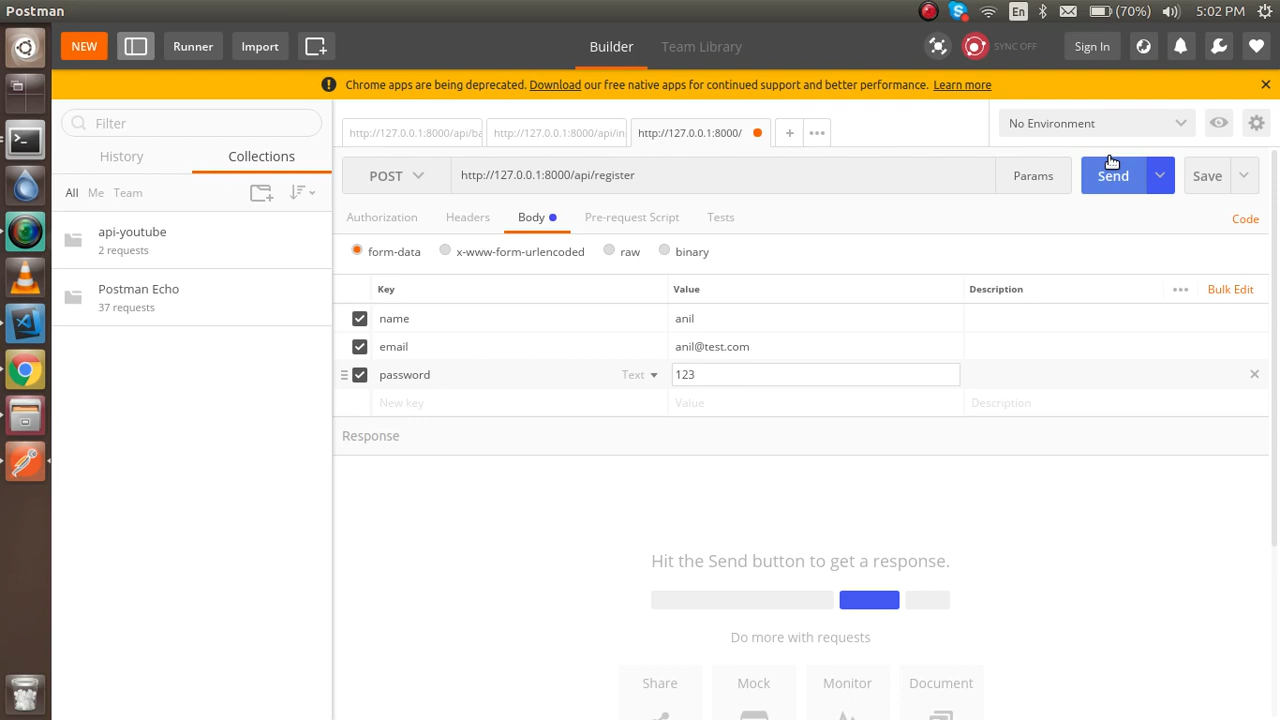 Postman
En
(70%)
5:02 PM
NEW
Runner
Import
Builder
Team Library
SYNC OFF
Sign In
Chrome apps are being deprecated. Download our free native apps for continued support and better performance. Learn more
Filter
History
Collections
All
Me
Team
api-youtube
2 requests
Postman Echo
37 requests
http://127.0.0.1:8000/api/ba
http://127.0.0.1:8000/api/in
http://127.0.0.1:8000/
No Environment
POST
http://127.0.0.1:8000/api/register
Params
Send
Save
Authorization
Headers
Body
Pre-request Script
Tests
Code
form-data
x-www-form-urlencoded
raw
binary
Key
Value
Description
Bulk Edit
name
anil
email
anil@test.com
password
Text
123
New key
Value
Description
Response
Hit the Send button to get a response.
Do more with requests
Share
Mock
Monitor
Document